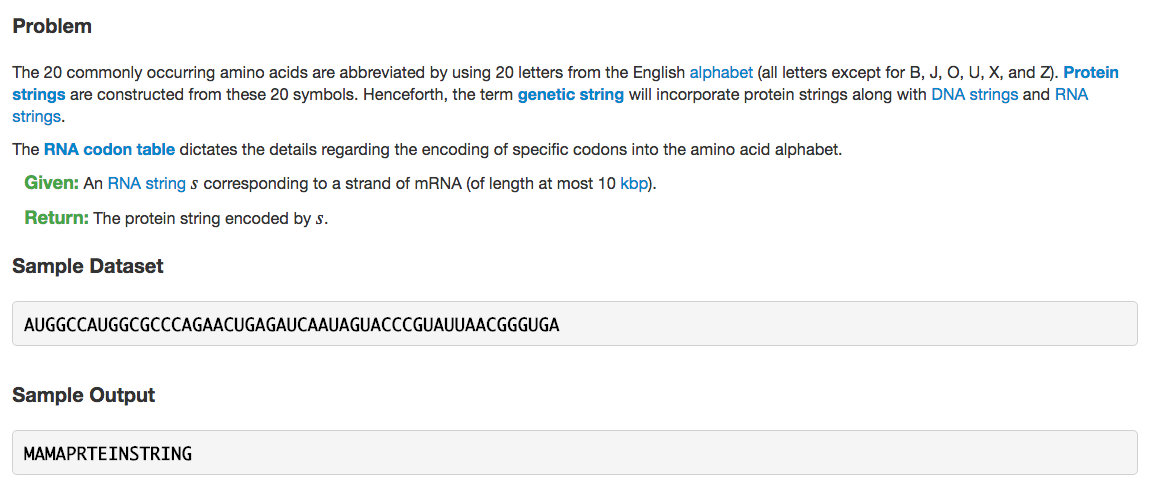 Problem
The 20 commonly occurring amino acids are abbreviated by using 20 letters from the English alphabet (all letters except for B, J, O, U, X, and Z). Protein
strings are constructed from these 20 symbols. Henceforth, the term genetic string will incorporate protein strings along with DNA strings and RNA
strings.
The RNA codon table dictates the details regarding the encoding of specific codons into the amino acid alphabet.
Given: An RNA string s corresponding to a strand of mRNA (of length at most 10 kbp).
Return: The protein string encoded by s.
Sample Dataset
AUGGCCAUGGCGCCCAGAACUGAGAUCAAUAGUACCCGUAUUAACGGGUGA
Sample Output
MAMAPRTEINSTRING